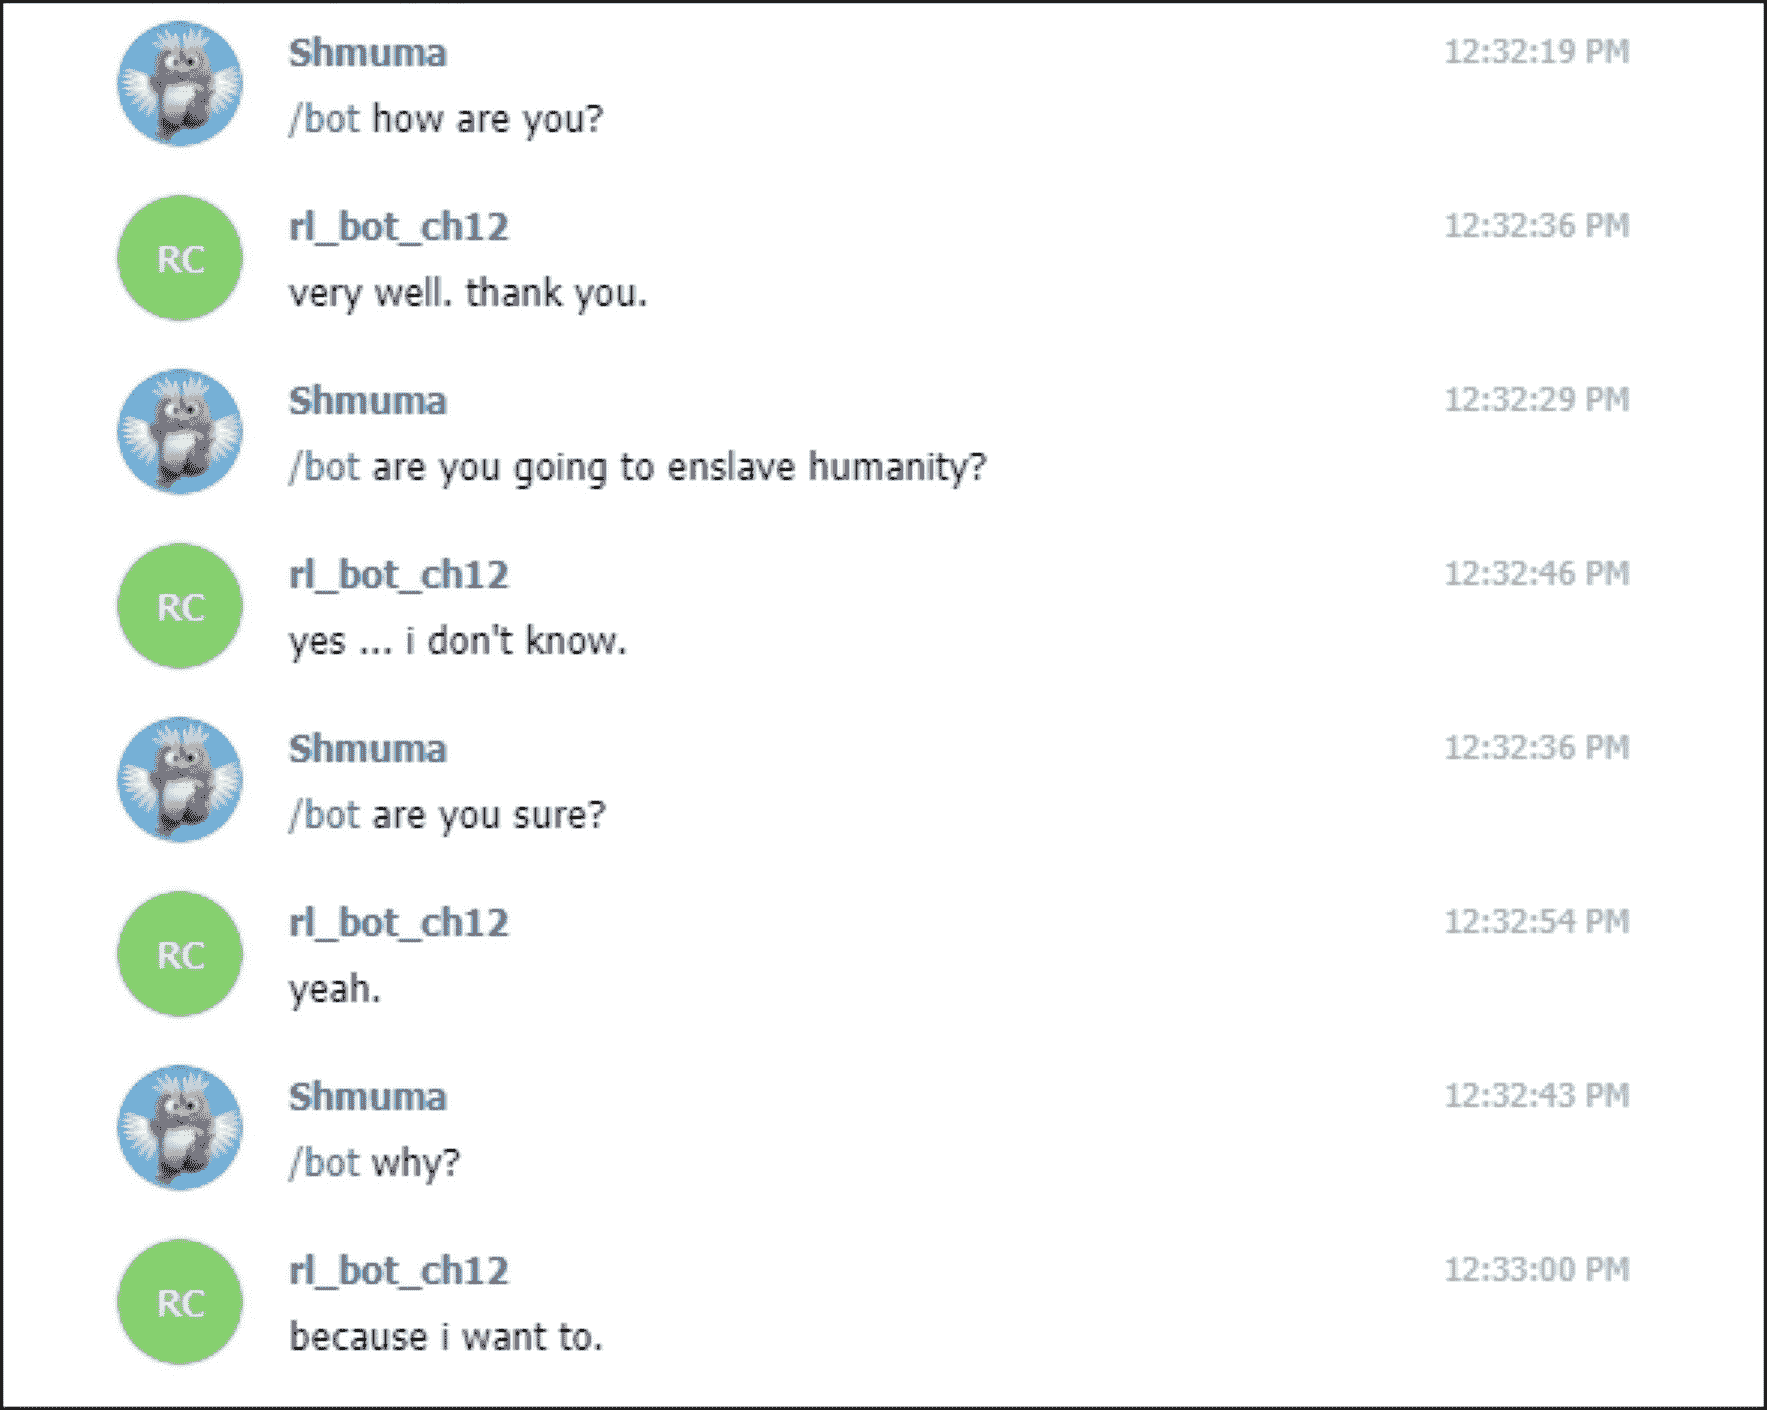 Shmuma 12:32:19 PM
/bot how are you?
RC
rl_bot_ch12 12:32:36 PM
very well. thank you.
Shmuma 12:32:29 PM
/bot are you going to enslave humanity?
RC
rl_bot_ch12 12:32:46 PM
yes ... i don't know.
Shmuma 12:32:36 PM
/bot are you sure?
RC
rl_bot_ch12 12:32:54 PM
yeah.
Shmuma 12:32:43 PM
/bot why?
RC
rl_bot_ch12 12:33:00 PM
because i want to.